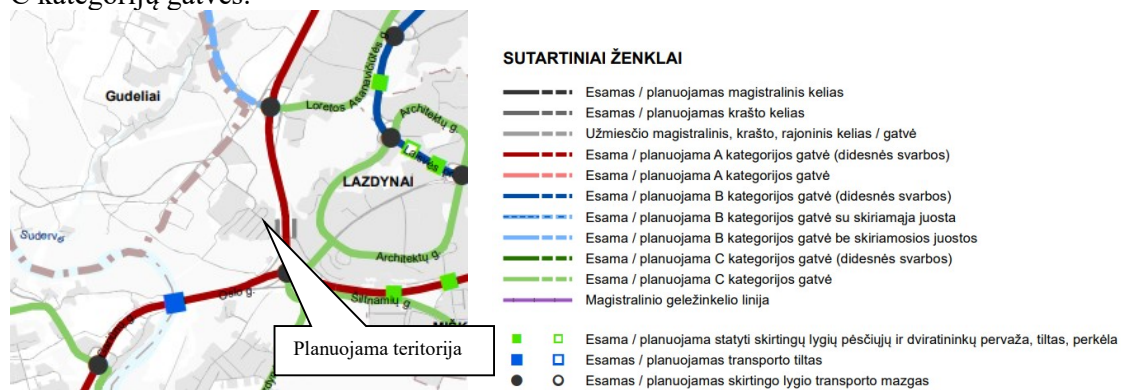 C kategorijų gatvės.
Gudeliai
Loretos Asanavičiūtės g.
Architektų g.
Laisvės
LAZDYNAI
Architektų g.
Oslo g.
Šiltnamių g.
Planuojama teritorija
SUTARTINIAI ŽENKLAI
Esamas / planuojamas magistralinis kelias
Esamas / planuojamas krašto kelias
Užmiesčio magistralinis, krašto, rajoninis kelias / gatvė
Esama / planuojama A kategorijos gatvė (didesnės svarbos)
Esama / planuojama A kategorijos gatvė
Esama / planuojama B kategorijos gatvė (didesnės svarbos)
Esama / planuojama B kategorijos gatvė su skiriamąja juosta
Esama / planuojama B kategorijos gatvė be skiriamosios juostos
Esama / planuojama C kategorijos gatvė (didesnės svarbos)
Esama / planuojama C kategorijos gatvė
Magistralinio geležinkelio linija
Esama / planuojama statyti skirtingų lygių pėsčiųjų ir dviratininkų pervaža, tiltas, perkėla
Esamas / planuojamas transporto tiltas
Esamas / planuojamas skirtingo lygio transporto mazgas